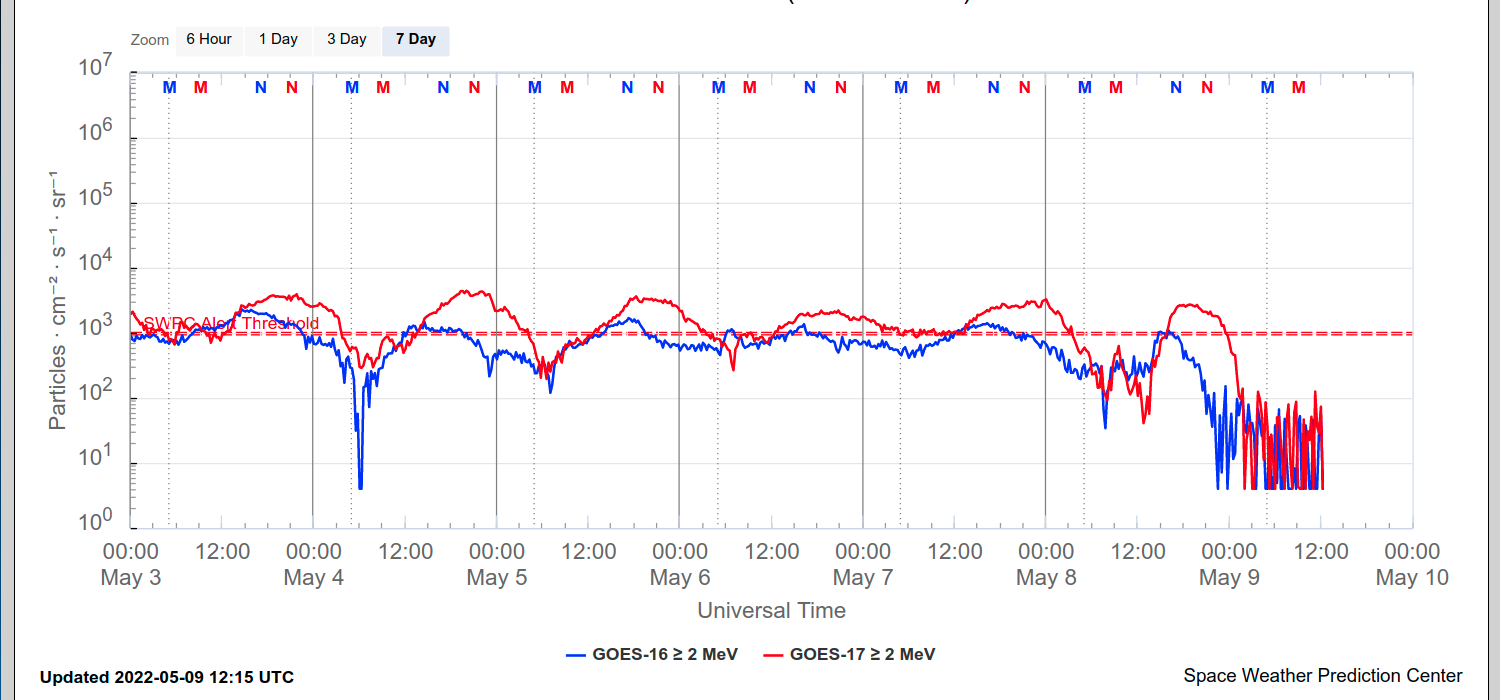 Zoom 6 Hour 1 Day 3 Day 7 Day
10⁷
M M N N M M N N M M N N M M N N M M N N M M N N M M
10⁶
10⁵
10⁴
10³
SWPC Alert Threshold
10²
10¹
10⁰
Particles · cm⁻² · s⁻¹ · sr⁻¹
00:00 12:00 00:00 12:00 00:00 12:00 00:00 12:00 00:00 12:00 00:00 12:00 00:00 12:00 00:00
May 3 May 4 May 5 May 6 May 7 May 8 May 9 May 10
Universal Time
GOES-16 ≥ 2 MeV GOES-17 ≥ 2 MeV
Updated 2022-05-09 12:15 UTC
Space Weather Prediction Center